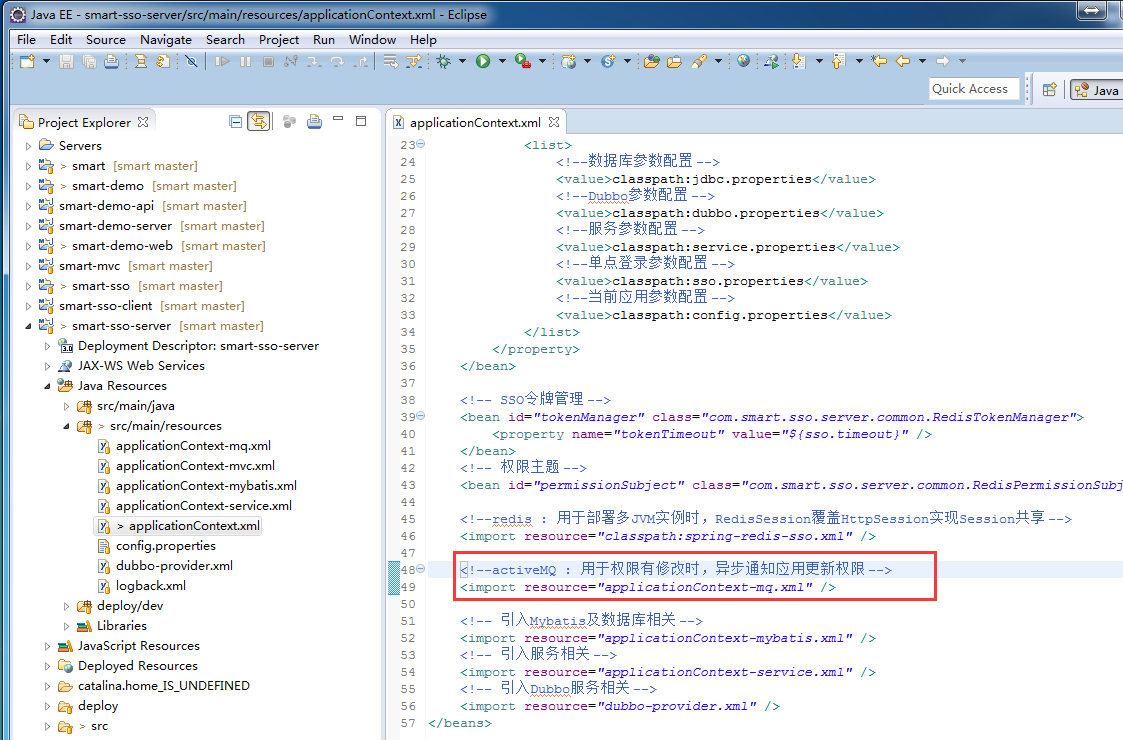 Java EE - smart-sso-server/src/main/resources/applicationContext.xml - Eclipse
File Edit Source Navigate Search Project Run Window Help
Quick Access
Java
Project Explorer
Servers
> smart [smart master]
> smart-demo [smart master]
smart-demo-api [smart master]
smart-demo-server [smart master]
> smart-demo-web [smart master]
smart-mvc [smart master]
> smart-sso [smart master]
smart-sso-client [smart master]
> smart-sso-server [smart master]
Deployment Descriptor: smart-sso-server
JAX-WS Web Services
Java Resources
src/main/java
> src/main/resources
applicationContext-mq.xml
applicationContext-mvc.xml
applicationContext-mybatis.xml
applicationContext-service.xml
> applicationContext.xml
config.properties
dubbo-provider.xml
logback.xml
deploy/dev
Libraries
JavaScript Resources
Deployed Resources
catalina.home_IS_UNDEFINED
deploy
> src
applicationContext.xml
23 <list>
24 <!--数据库参数配置 -->
25 <value>classpath:jdbc.properties</value>
26 <!--Dubbo参数配置 -->
27 <value>classpath:dubbo.properties</value>
28 <!--服务参数配置 -->
29 <value>classpath:service.properties</value>
30 <!--单点登录参数配置 -->
31 <value>classpath:sso.properties</value>
32 <!--当前应用参数配置 -->
33 <value>classpath:config.properties</value>
34 </list>
35 </property>
36 </bean>
37
38 <!-- SSO令牌管理 -->
39 <bean id="tokenManager" class="com.smart.sso.server.common.RedisTokenManager">
40 <property name="tokenTimeout" value="${sso.timeout}" />
41 </bean>
42 <!-- 权限主题 -->
43 <bean id="permissionSubject" class="com.smart.sso.server.common.RedisPermissionSubj
44
45 <!--redis : 用于部署多JVM实例时，RedisSession覆盖HttpSession实现Session共享 -->
46 <import resource="classpath:spring-redis-sso.xml" />
47
48 <!--activeMQ : 用于权限有修改时，异步通知应用更新权限 -->
49 <import resource="applicationContext-mq.xml" />
50
51 <!-- 引入Mybatis及数据库相关 -->
52 <import resource="applicationContext-mybatis.xml" />
53 <!-- 引入服务相关 -->
54 <import resource="applicationContext-service.xml" />
55 <!-- 引入Dubbo服务相关 -->
56 <import resource="dubbo-provider.xml" />
57 </beans>